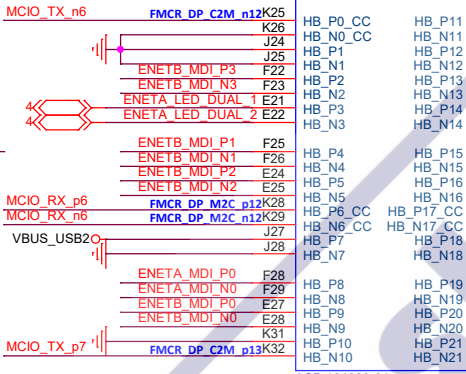 MCIO_TX_n6 FMCR_DP_C2M_n12 K25 HB_P0_CC HB_P11
K26 HB_N0_CC HB_N11
J24 HB_P1 HB_P12
J25 HB_N1 HB_N12
ENETB_MDI_P3 F22 HB_P2 HB_P13
ENETB_MDI_N3 F23 HB_N2 HB_N13
4 ENETA_LED_DUAL_1 E21 HB_P3 HB_P14
4 ENETA_LED_DUAL_2 E22 HB_N3 HB_N14
ENETB_MDI_P1 F25 HB_P4 HB_P15
ENETB_MDI_N1 F26 HB_N4 HB_N15
ENETB_MDI_P2 E24 HB_P5 HB_P16
ENETB_MDI_N2 E25 HB_N5 HB_N16
MCIO_RX_p6 FMCR_DP_M2C_p12 K28 HB_P6_CC HB_P17_CC
MCIO_RX_n6 FMCR_DP_M2C_n12 K29 HB_N6_CC HB_N17_CC
VBUS_USB2 J27 HB_P7 HB_P18
J28 HB_N7 HB_N18
ENETA_MDI_P0 F28 HB_P8 HB_P19
ENETA_MDI_N0 F29 HB_N8 HB_N19
ENETB_MDI_P0 E27 HB_P9 HB_P20
ENETB_MDI_N0 E28 HB_N9 HB_N20
K31 HB_P10 HB_P21
MCIO_TX_p7 FMCR_DP_C2M_p13 K32 HB_N10 HB_N21